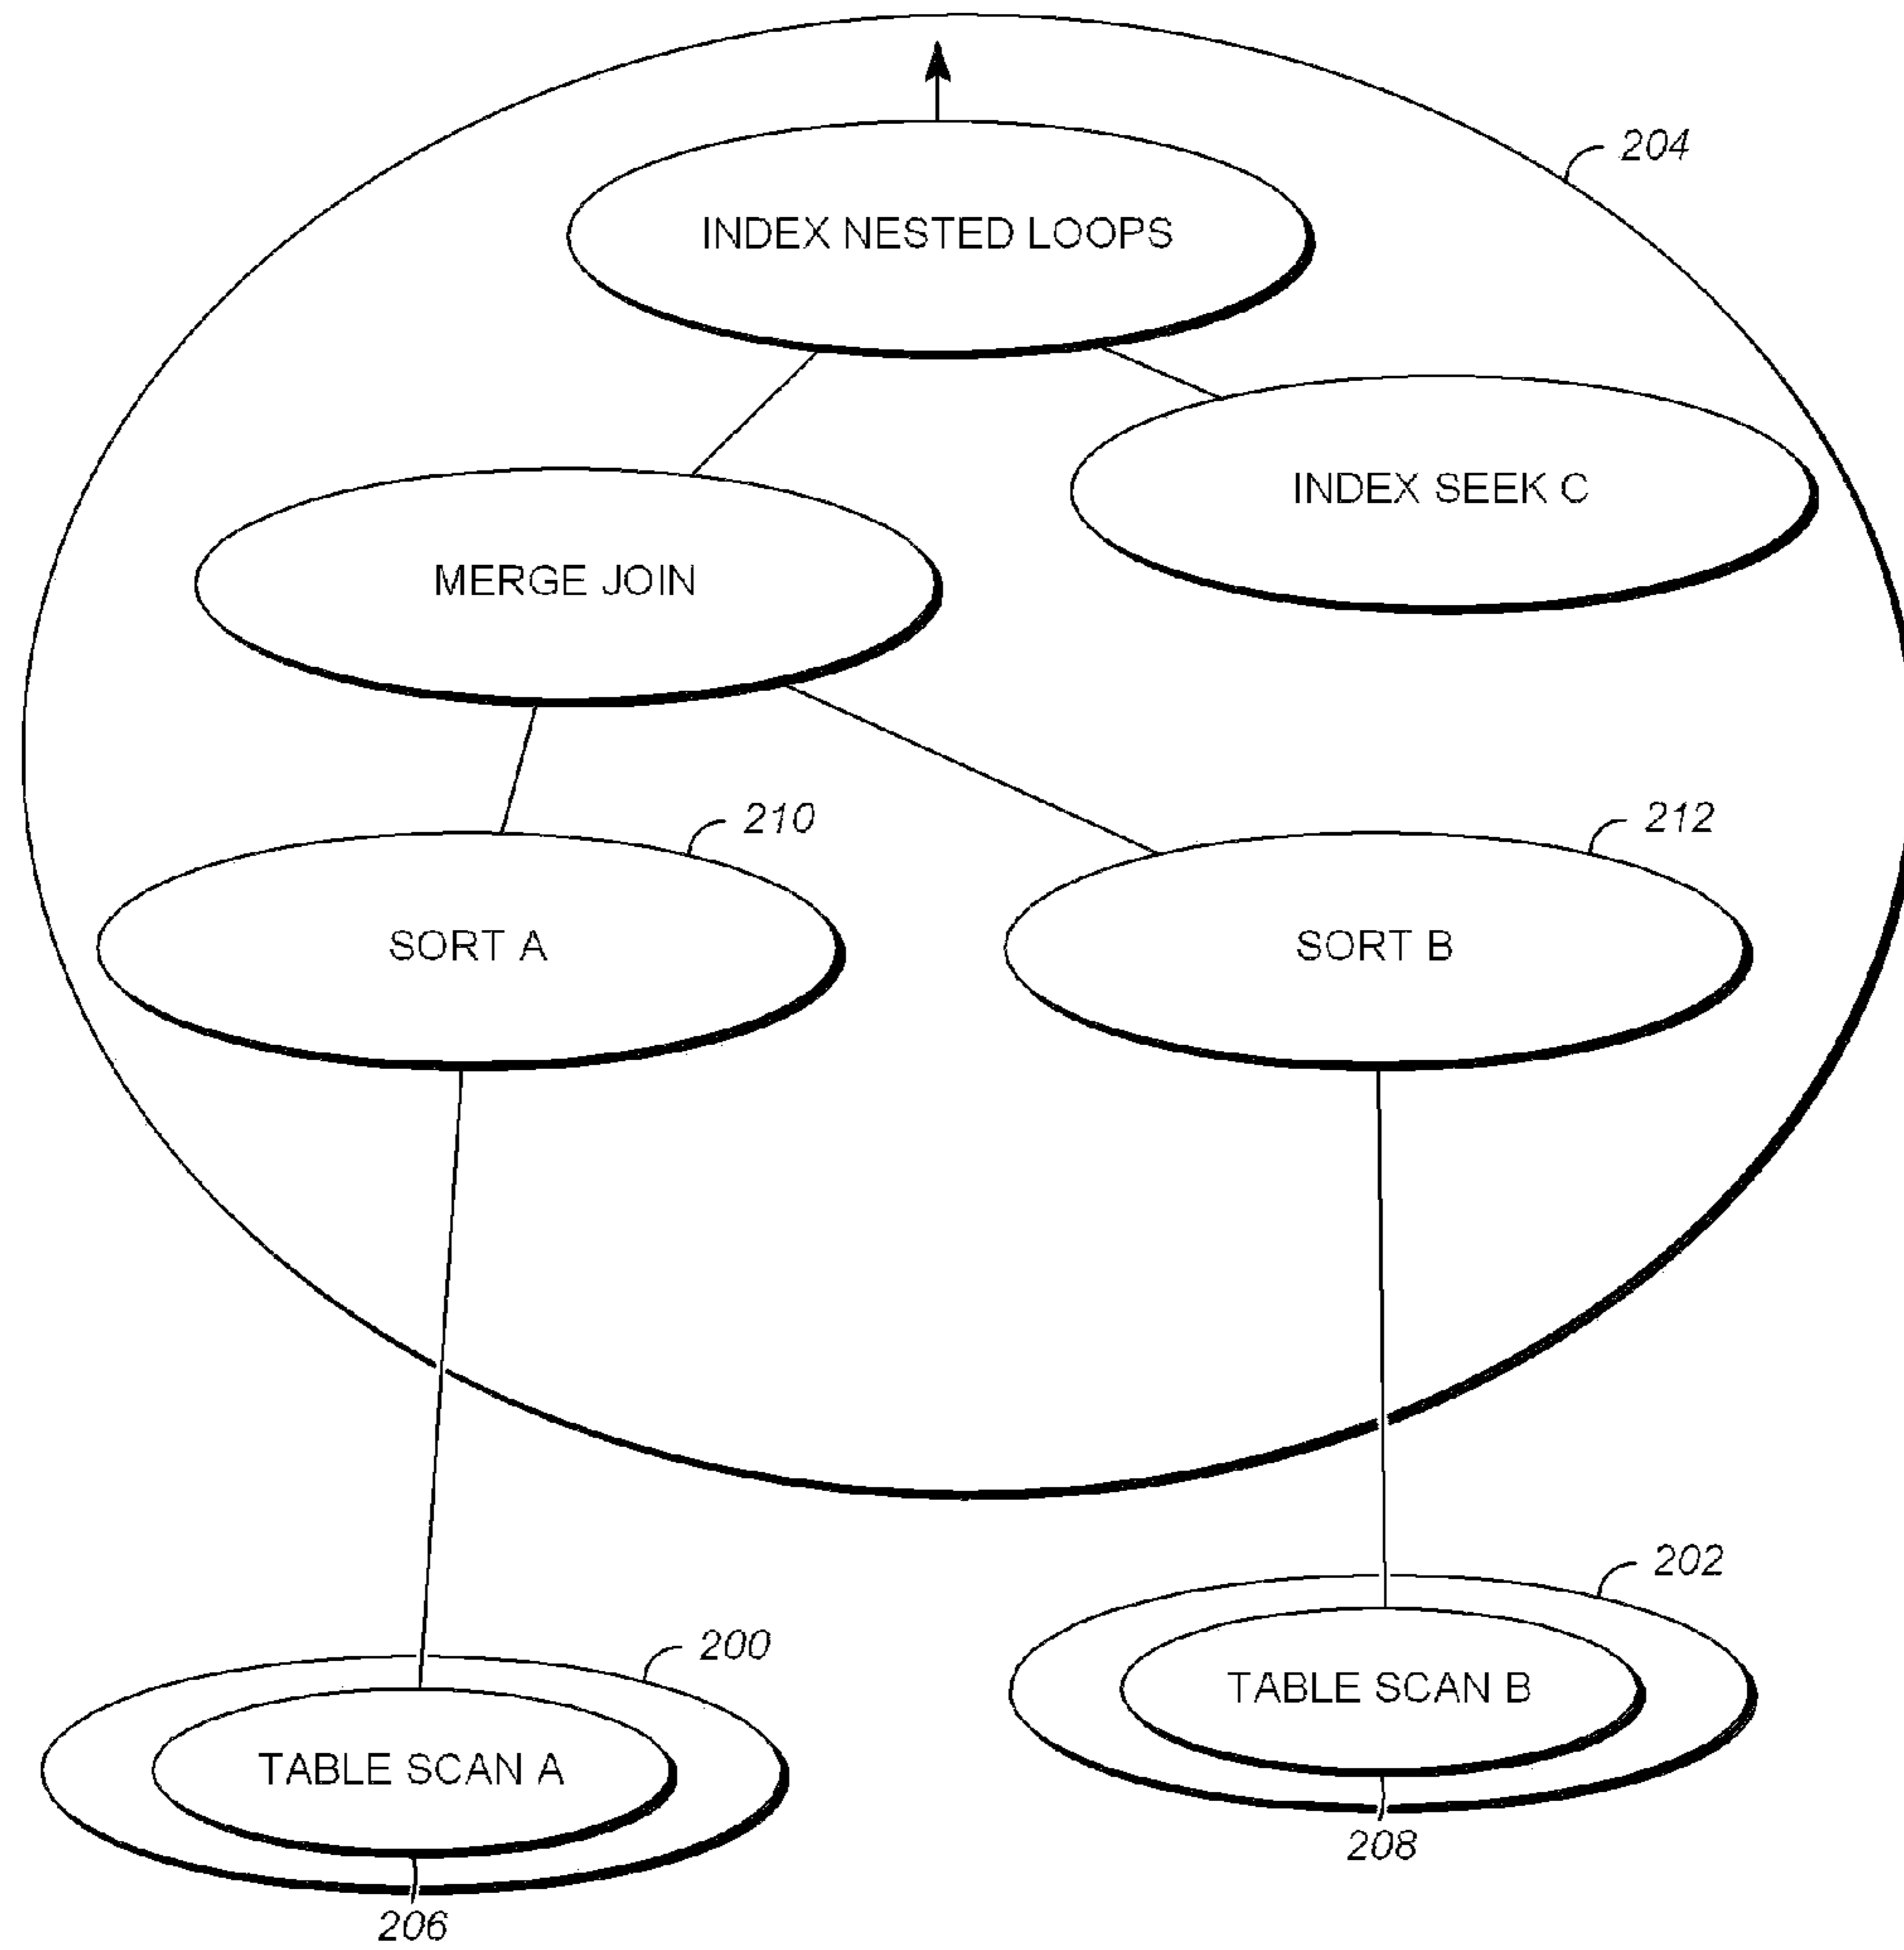 204
INDEX NESTED LOOPS
INDEX SEEK C
MERGE JOIN
210
212
SORT A
SORT B
202
200
TABLE SCAN B
TABLE SCAN A
208
206